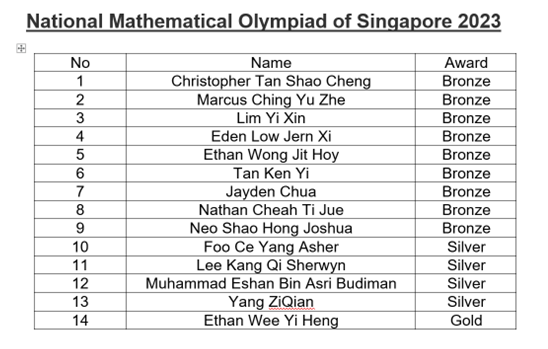 National Mathematical Olympiad of Singapore 2023
No Name Award
1 Christopher Tan Shao Cheng Bronze
2 Marcus Ching Yu Zhe Bronze
3 Lim Yi Xin Bronze
4 Eden Low Jern Xi Bronze
5 Ethan Wong Jit Hoy Bronze
6 Tan Ken Yi Bronze
7 Jayden Chua Bronze
8 Nathan Cheah Ti Jue Bronze
9 Neo Shao Hong Joshua Bronze
10 Foo Ce Yang Asher Silver
11 Lee Kang Qi Sherwyn Silver
12 Muhammad Eshan Bin Asri Budiman Silver
13 Yang ZiQian Silver
14 Ethan Wee Yi Heng Gold